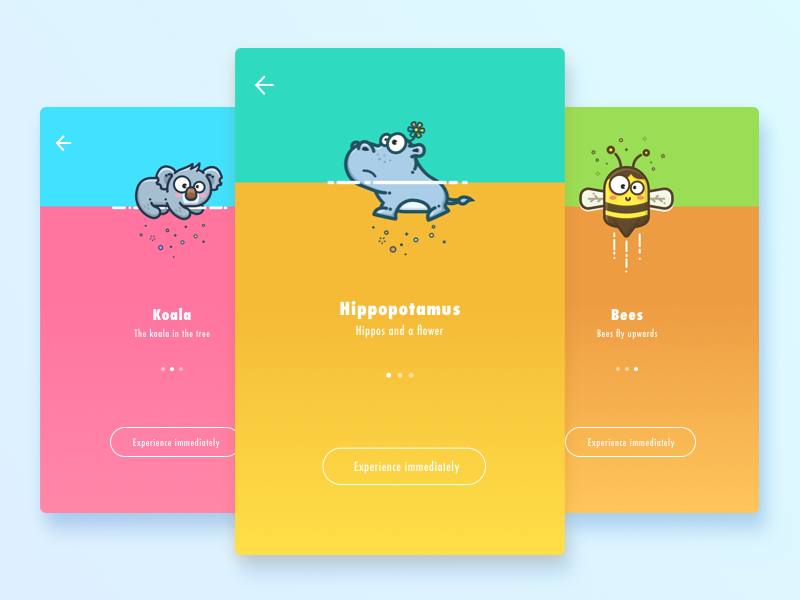 Koala
The koala in the tree
Experience immediately
Hippopotamus
Hippos and a flower
Experience immediately
Bees
Bees fly upwards
Experience immediately